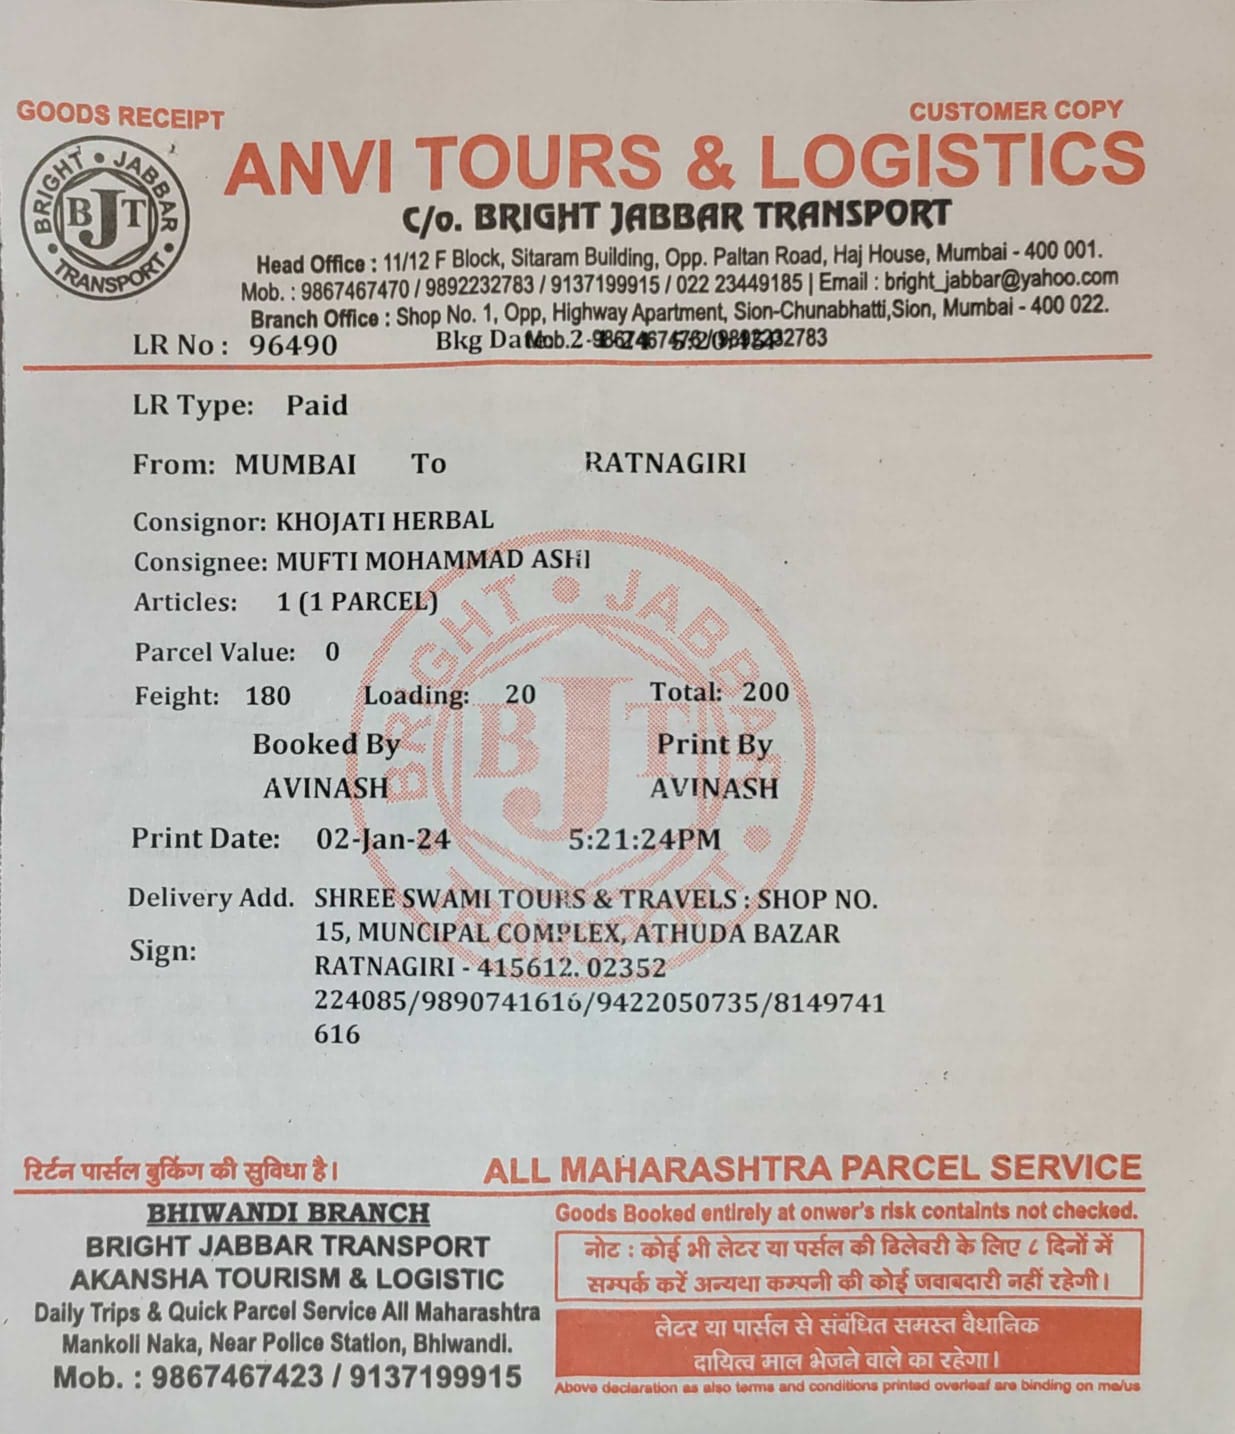 GOODS RECEIPT
CUSTOMER COPY
BRIGHT JABBAR TRANSPORT
BJT
ANVI TOURS & LOGISTICS
C/o. BRIGHT JABBAR TRANSPORT
Head Office : 11/12 F Block, Sitaram Building, Opp. Paltan Road, Haj House, Mumbai - 400 001.
Mob. : 9867467470 / 9892232783 / 9137199915 / 022 23449185 | Email : bright_jabbar@yahoo.com
Branch Office : Shop No. 1, Opp, Highway Apartment, Sion-Chunabhatti,Sion, Mumbai - 400 022.
LR No : 96490 Bkg Date
LR Type: Paid
From: MUMBAI To RATNAGIRI
Consignor: KHOJATI HERBAL
Consignee: MUFTI MOHAMMAD ASHI
Articles: 1 (1 PARCEL)
Parcel Value: 0
Feight: 180 Loading: 20 Total: 200
Booked By Print By
AVINASH AVINASH
Print Date: 02-Jan-24 5:21:24PM
Delivery Add. SHREE SWAMI TOURS & TRAVELS : SHOP NO.
15, MUNCIPAL COMPLEX, ATHUDA BAZAR
Sign:
RATNAGIRI - 415612. 02352
224085/9890741616/9422050735/8149741
616
BRIGHT JABBAR TRANSPORT
BJT
रिर्टन पार्सल बुकिंग की सुविधा है।
ALL MAHARASHTRA PARCEL SERVICE
BHIWANDI BRANCH
BRIGHT JABBAR TRANSPORT
AKANSHA TOURISM & LOGISTIC
Daily Trips & Quick Parcel Service All Maharashtra
Mankoli Naka, Near Police Station, Bhiwandi.
Mob. : 9867467423 / 9137199915
Goods Booked entirely at onwer's risk containts not checked.
नोट : कोई भी लेटर या पर्सल की डिलेवरी के लिए ८ दिनों में
सम्पर्क करें अन्यथा कम्पनी की कोई जवाबदारी नहीं रहेगी।
लेटर या पार्सल से संबंधित समस्त वैधानिक
दायित्व माल भेजने वाले का रहेगा।
Above declaration as also terms and conditions printed overleaf are binding on me/us